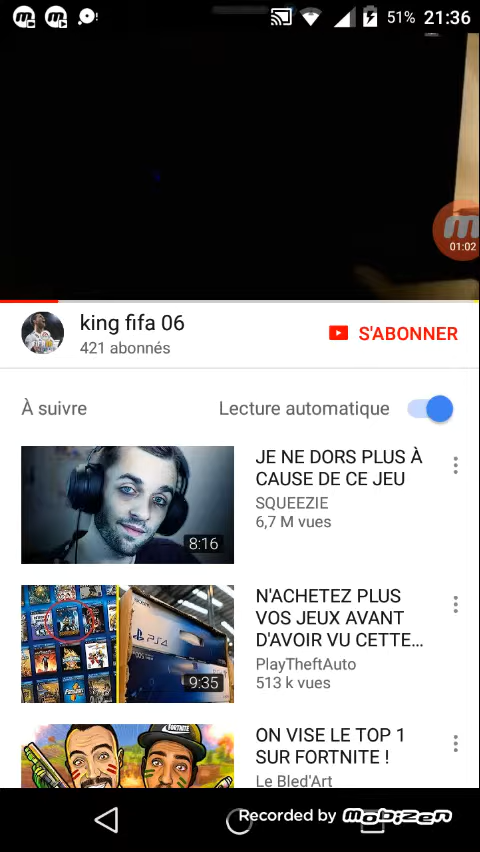 51% 21:36
01:02
king fifa 06
421 abonnés
S'ABONNER
À suivre
Lecture automatique
JE NE DORS PLUS À
CAUSE DE CE JEU
SQUEEZIE
6,7 M vues
8:16
N'ACHETEZ PLUS
VOS JEUX AVANT
D'AVOIR VU CETTE...
PlayTheftAuto
513 k vues
PS4
9:35
ON VISE LE TOP 1
SUR FORTNITE !
Le Bled'Art
FORTNITE
Recorded by Mobizen